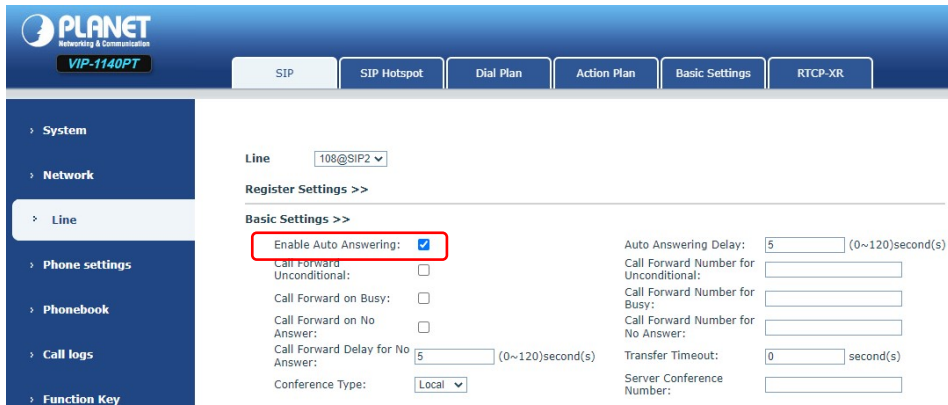 PLANET
Networking & Communication
VIP-1140PT
SIP
SIP Hotspot
Dial Plan
Action Plan
Basic Settings
RTCP-XR
› System
› Network
› Line
› Phone settings
› Phonebook
› Call logs
› Function Key
Line 108@SIP2
Register Settings >>
Basic Settings >>
Enable Auto Answering: Auto Answering Delay: 5 (0~120)second(s)
Call Forward
Unconditional:
Call Forward Number for
Unconditional:
Call Forward on Busy:
Call Forward Number for
Busy:
Call Forward on No
Answer:
Call Forward Number for
No Answer:
Call Forward Delay for No
Answer: 5 (0~120)second(s)
Transfer Timeout: 0 second(s)
Conference Type: Local
Server Conference
Number: